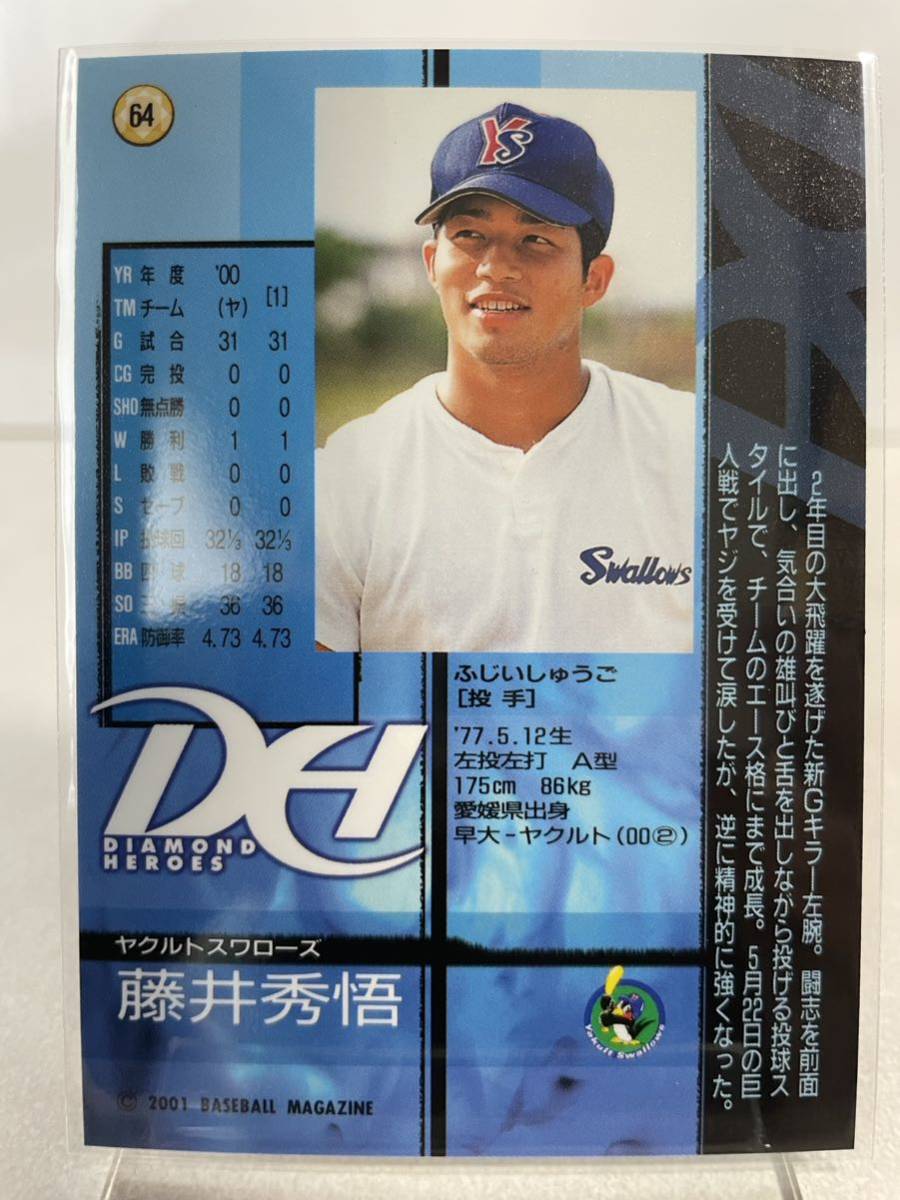 64
YS
YR 年度 '00
TM チーム (ヤ) [1]
G 試合 31 31
CG 完投 0 0
SHO 無点勝 0 0
W 勝利 1 1
L 敗戦 0 0
S セーブ 0 0
IP 投球回 32⅓ 32⅓
BB 四球 18 18
SO 三振 36 36
ERA 防御率 4.73 4.73
Swallows
ふじいしゅうご
[投手]
'77.5.12生
左投左打 A型
175cm 86kg
愛媛県出身
早大-ヤクルト(00②)
DH
DIAMOND
HEROES
ヤクルトスワローズ
藤井秀悟
Yakult Swallows
© 2001 BASEBALL MAGAZINE
2年目の大飛躍を遂げた新Gキラー左腕。闘志を前面
に出し、気合いの雄叫びと舌を出しながら投げる投球ス
タイルで、チームのエース格にまで成長。5月22日の巨
人戦でヤジを受けて涙したが、逆に精神的に強くなった。